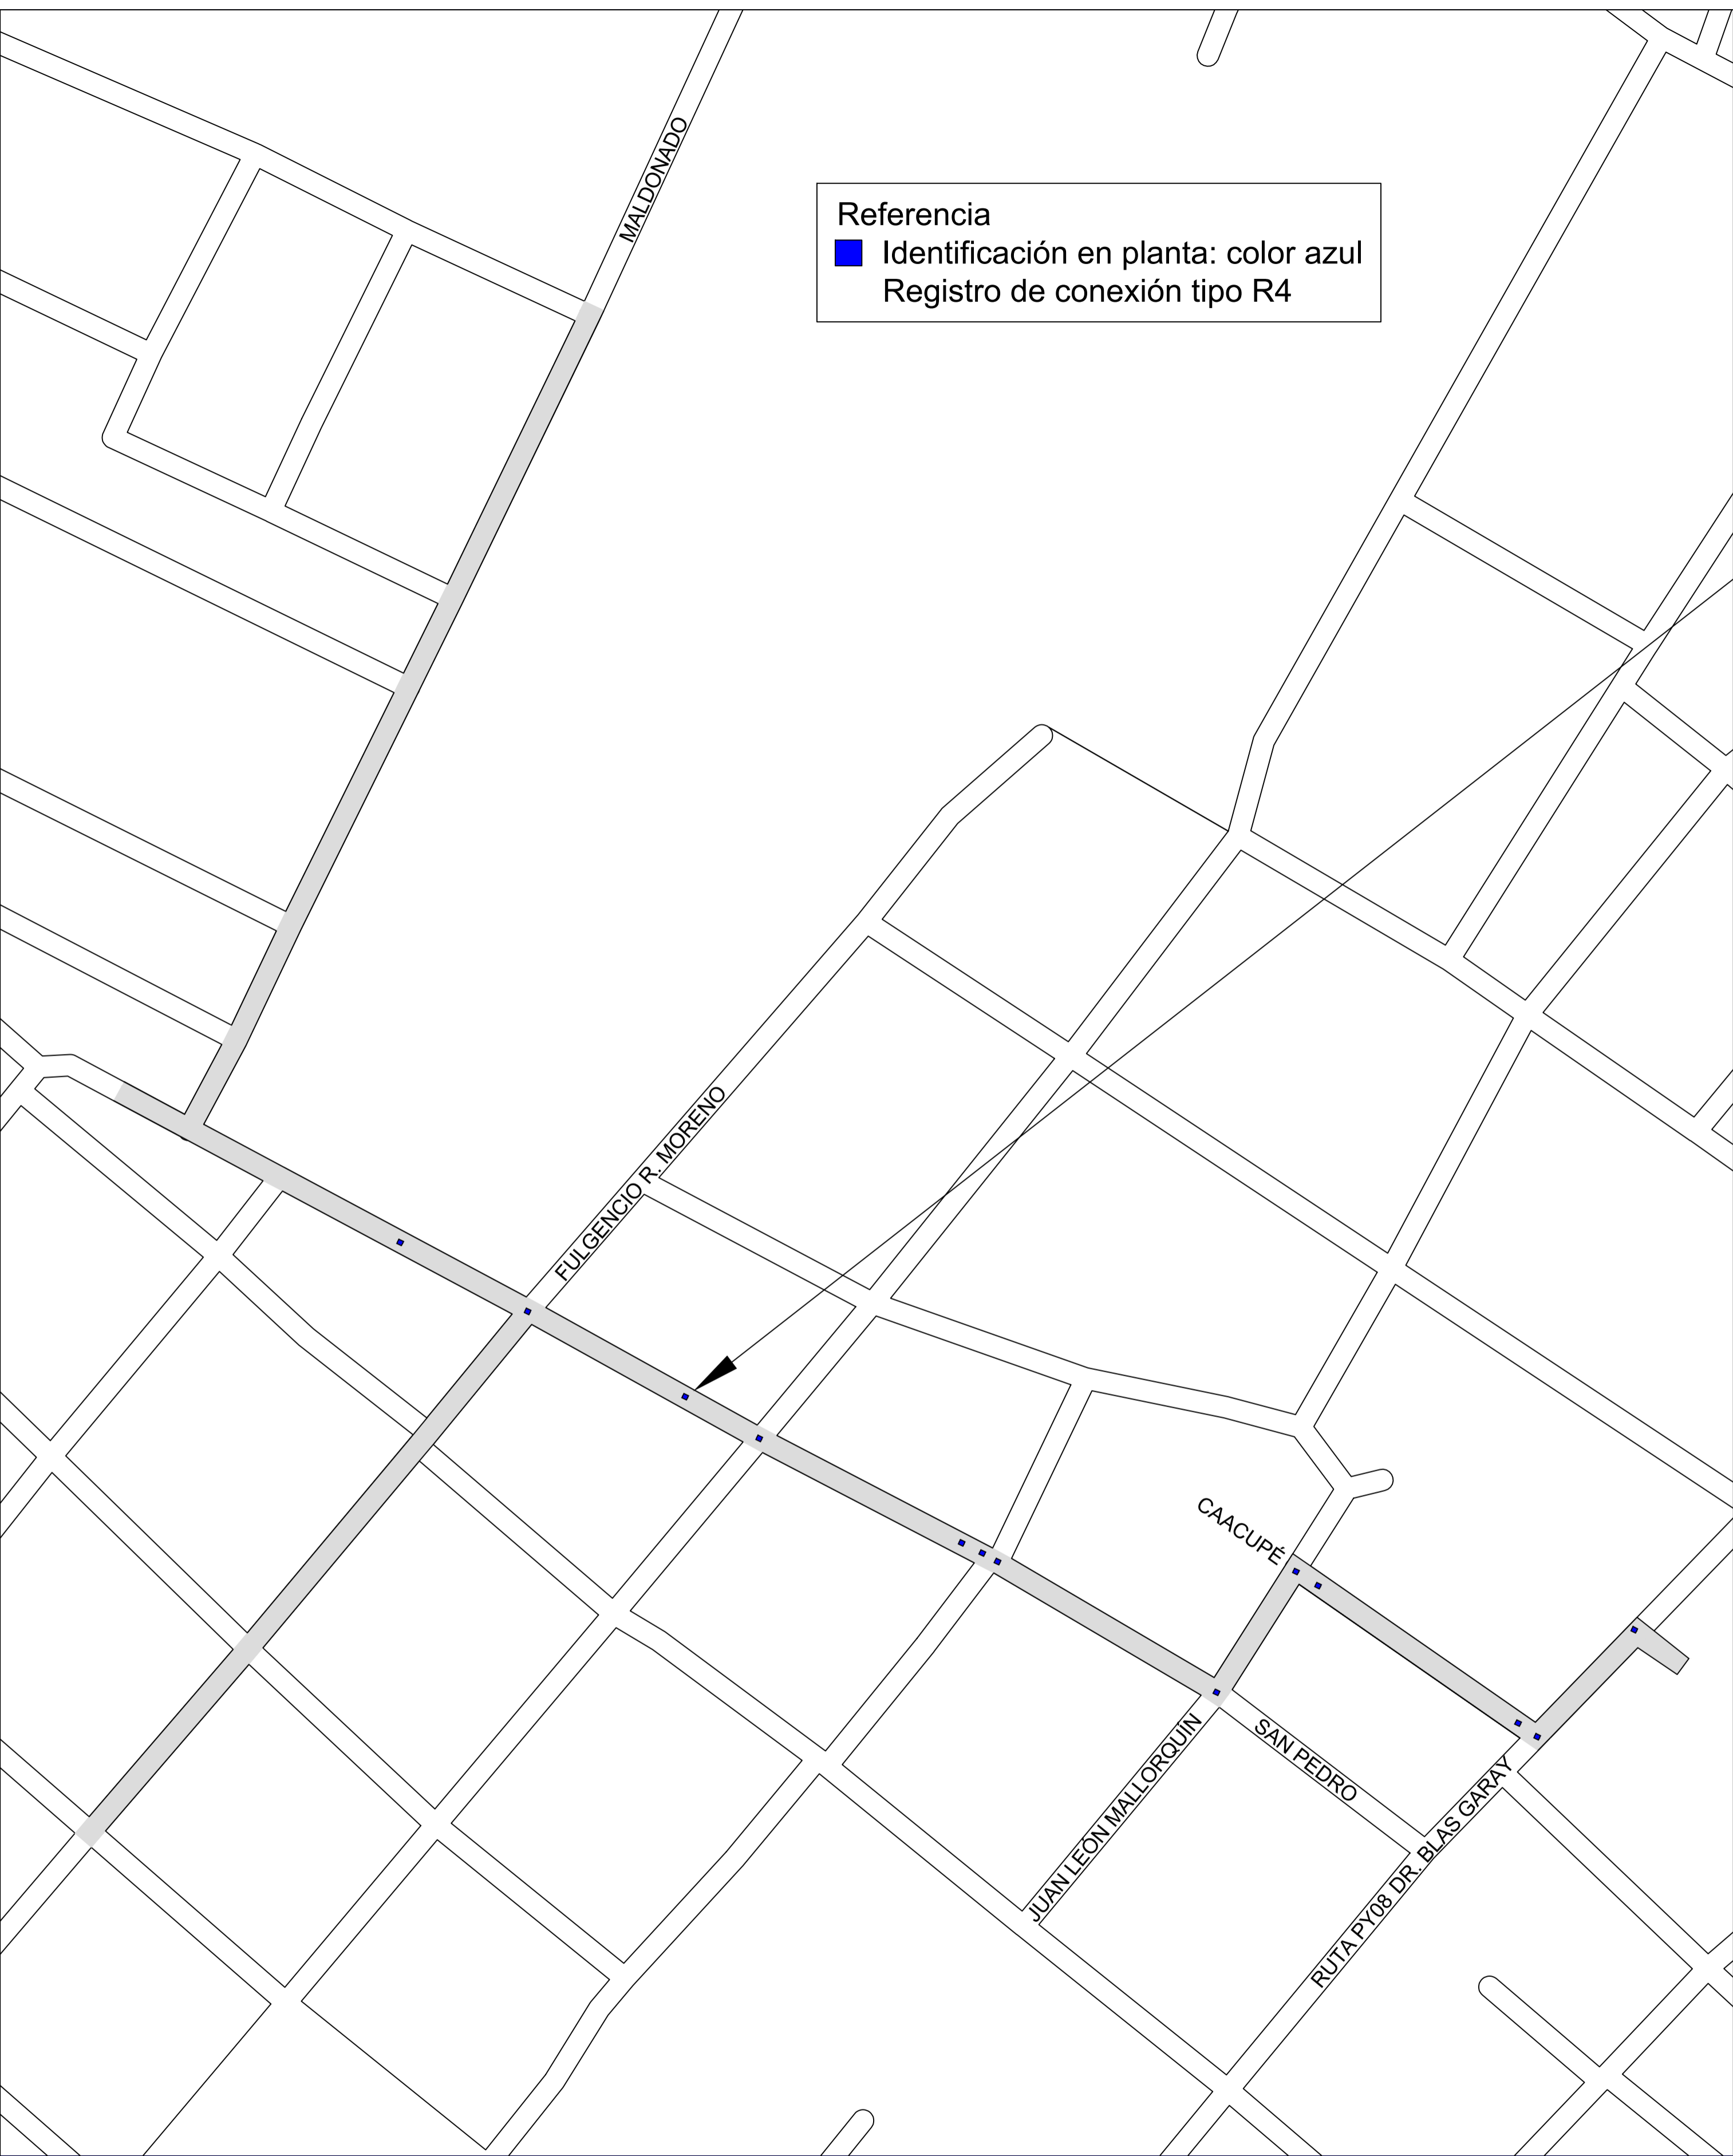 MALDONADO
Referencia
Identificación en planta: color azul
Registro de conexión tipo R4
FULGENCIO R. MORENO
CAACUPÉ
SAN PEDRO
JUAN LEÓN MALLORQUIN
RUTA PY08 DR. BLAS GARAY